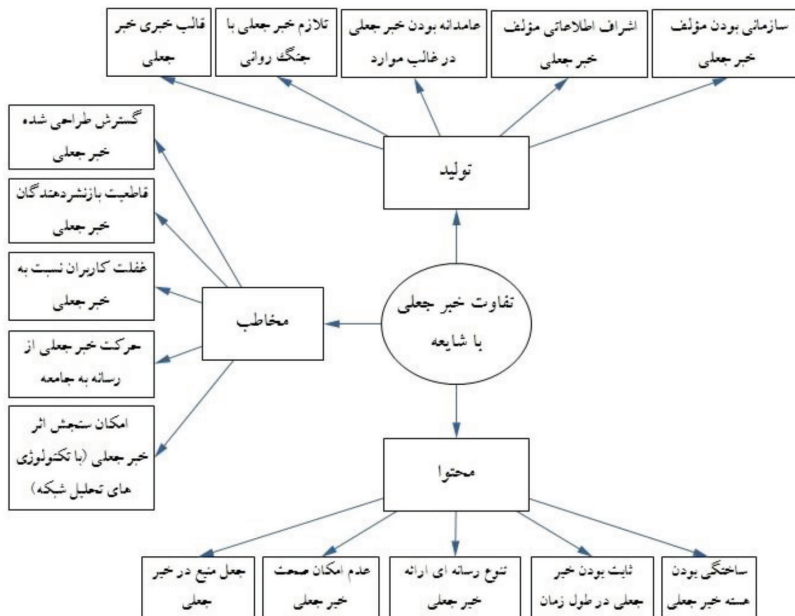 سازمانی بودن مؤلف
خبر جعلی
اشراف اطلاعاتی مؤلف
خبر جعلی
عامدانه بودن خبر جعلی
در غالب موارد
تلازم خبر جعلی با
جنگ روانی
قالب خبری خبر
جعلی
تولید
گسترش طراحی شده
خبر جعلی
قاطعیت بازنشردهندگان
خبر جعلی
غفلت کاربران نسبت به
خبر جعلی
حرکت خبر جعلی از
رسانه به جامعه
امکان سنجش اثر
خبر جعلی (با تکنولوژی
های تحلیل شبکه)
مخاطب
تفاوت خبر جعلی
با شایعه
محتوا
ساختگی بودن
هسته خبر جعلی
ثابت بودن خبر
جعلی در طول زمان
تنوع رسانه ای ارائه
خبر جعلی
عدم امکان صحت
خبر جعلی
جعل منبع در خبر
جعلی